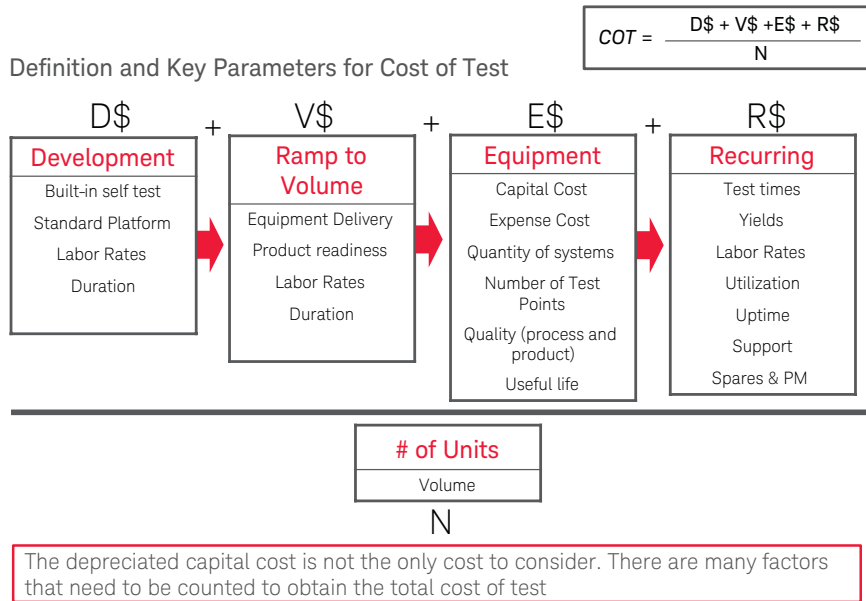 COT = D$ + V$ +E$ + R$
N
Definition and Key Parameters for Cost of Test
D$ + V$ + E$ + R$
Development
Built-in self test
Standard Platform
Labor Rates
Duration
Ramp to
Volume
Equipment Delivery
Product readiness
Labor Rates
Duration
Equipment
Capital Cost
Expense Cost
Quantity of systems
Number of Test
Points
Quality (process and
product)
Useful life
Recurring
Test times
Yields
Labor Rates
Utilization
Uptime
Support
Spares & PM
# of Units
Volume
N
The depreciated capital cost is not the only cost to consider. There are many factors
that need to be counted to obtain the total cost of test